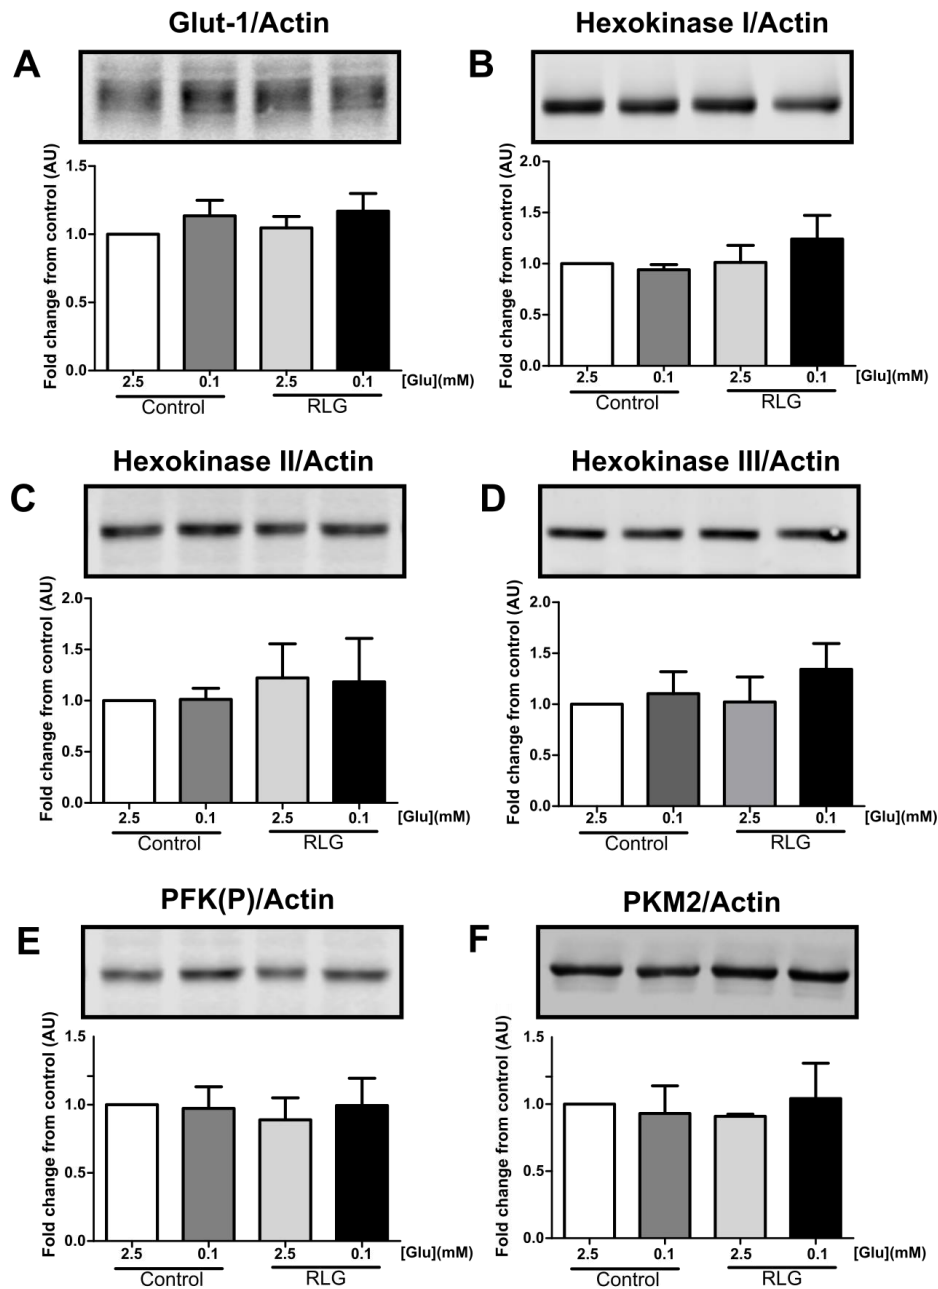 Glut-1/Actin
A
Fold change from control (AU)
1.5
1.0
0.5
0.0
2.5 0.1 2.5 0.1 [Glu](mM)
Control RLG
Hexokinase I/Actin
B
Fold change from control (AU)
2.0
1.5
1.0
0.5
0.0
2.5 0.1 2.5 0.1 [Glu](mM)
Control RLG
Hexokinase II/Actin
C
Fold change from control (AU)
2.0
1.5
1.0
0.5
0.0
2.5 0.1 2.5 0.1 [Glu](mM)
Control RLG
Hexokinase III/Actin
D
Fold change from control (AU)
2.0
1.5
1.0
0.5
0.0
2.5 0.1 2.5 0.1 [Glu](mM)
Control RLG
PFK(P)/Actin
E
Fold change from control (AU)
1.5
1.0
0.5
0.0
2.5 0.1 2.5 0.1 [Glu](mM)
Control RLG
PKM2/Actin
F
Fold change from control (AU)
1.5
1.0
0.5
0.0
2.5 0.1 2.5 0.1 [Glu](mM)
Control RLG